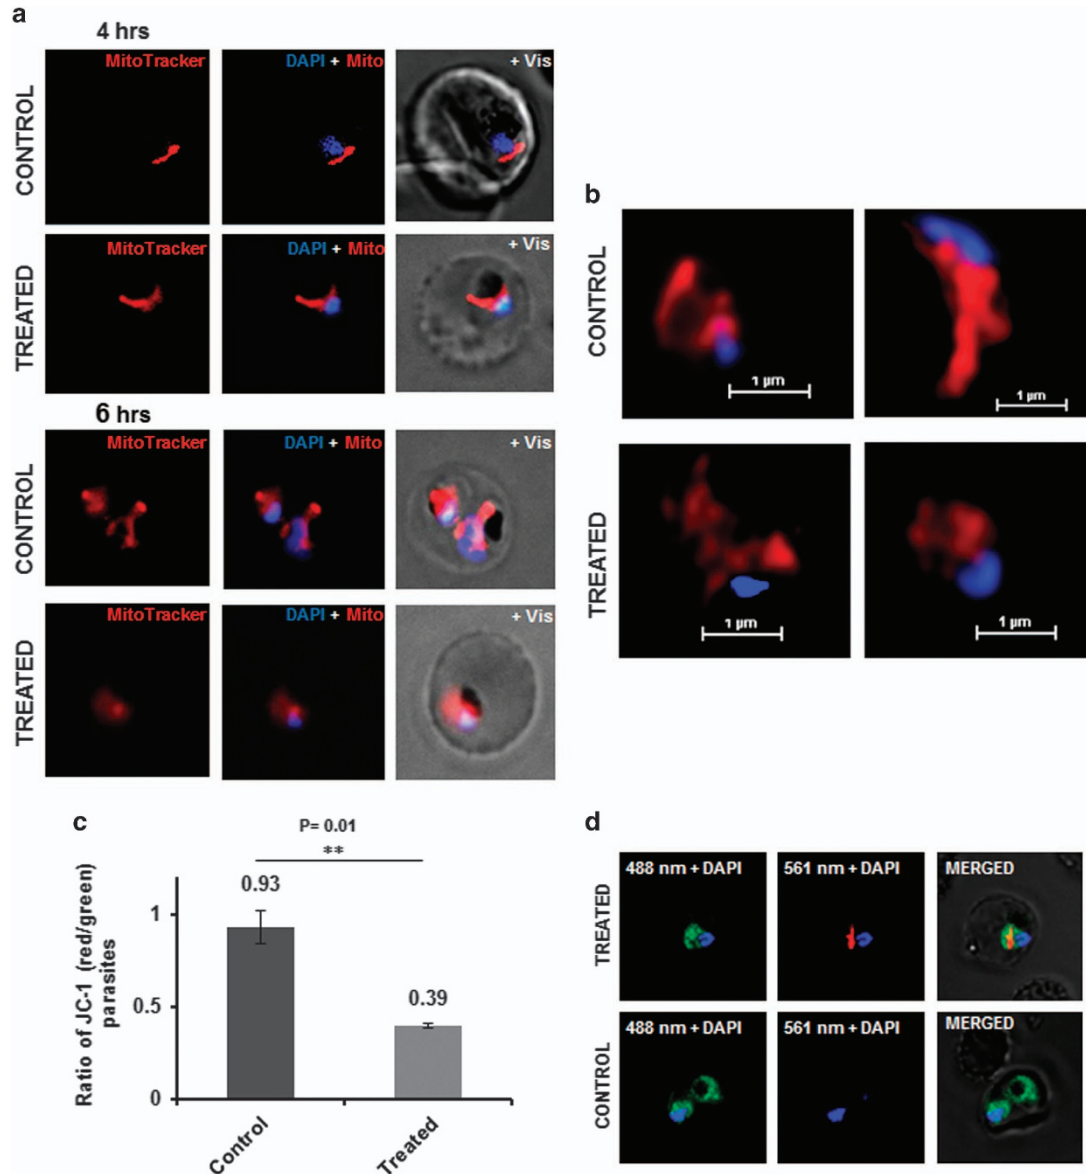 a
4 hrs
CONTROL
MitoTracker
DAPI + Mito
+ Vis
TREATED
MitoTracker
DAPI + Mito
+ Vis
6 hrs
CONTROL
MitoTracker
DAPI + Mito
+ Vis
TREATED
MitoTracker
DAPI + Mito
+ Vis
b
CONTROL
1 µm
1 µm
TREATED
1 µm
1 µm
c
P= 0.01
**
0.93
0.39
Ratio of JC-1 (red/green)
parasites
1
0.5
0
Control
Treated
d
TREATED
488 nm + DAPI
561 nm + DAPI
MERGED
CONTROL
488 nm + DAPI
561 nm + DAPI
MERGED